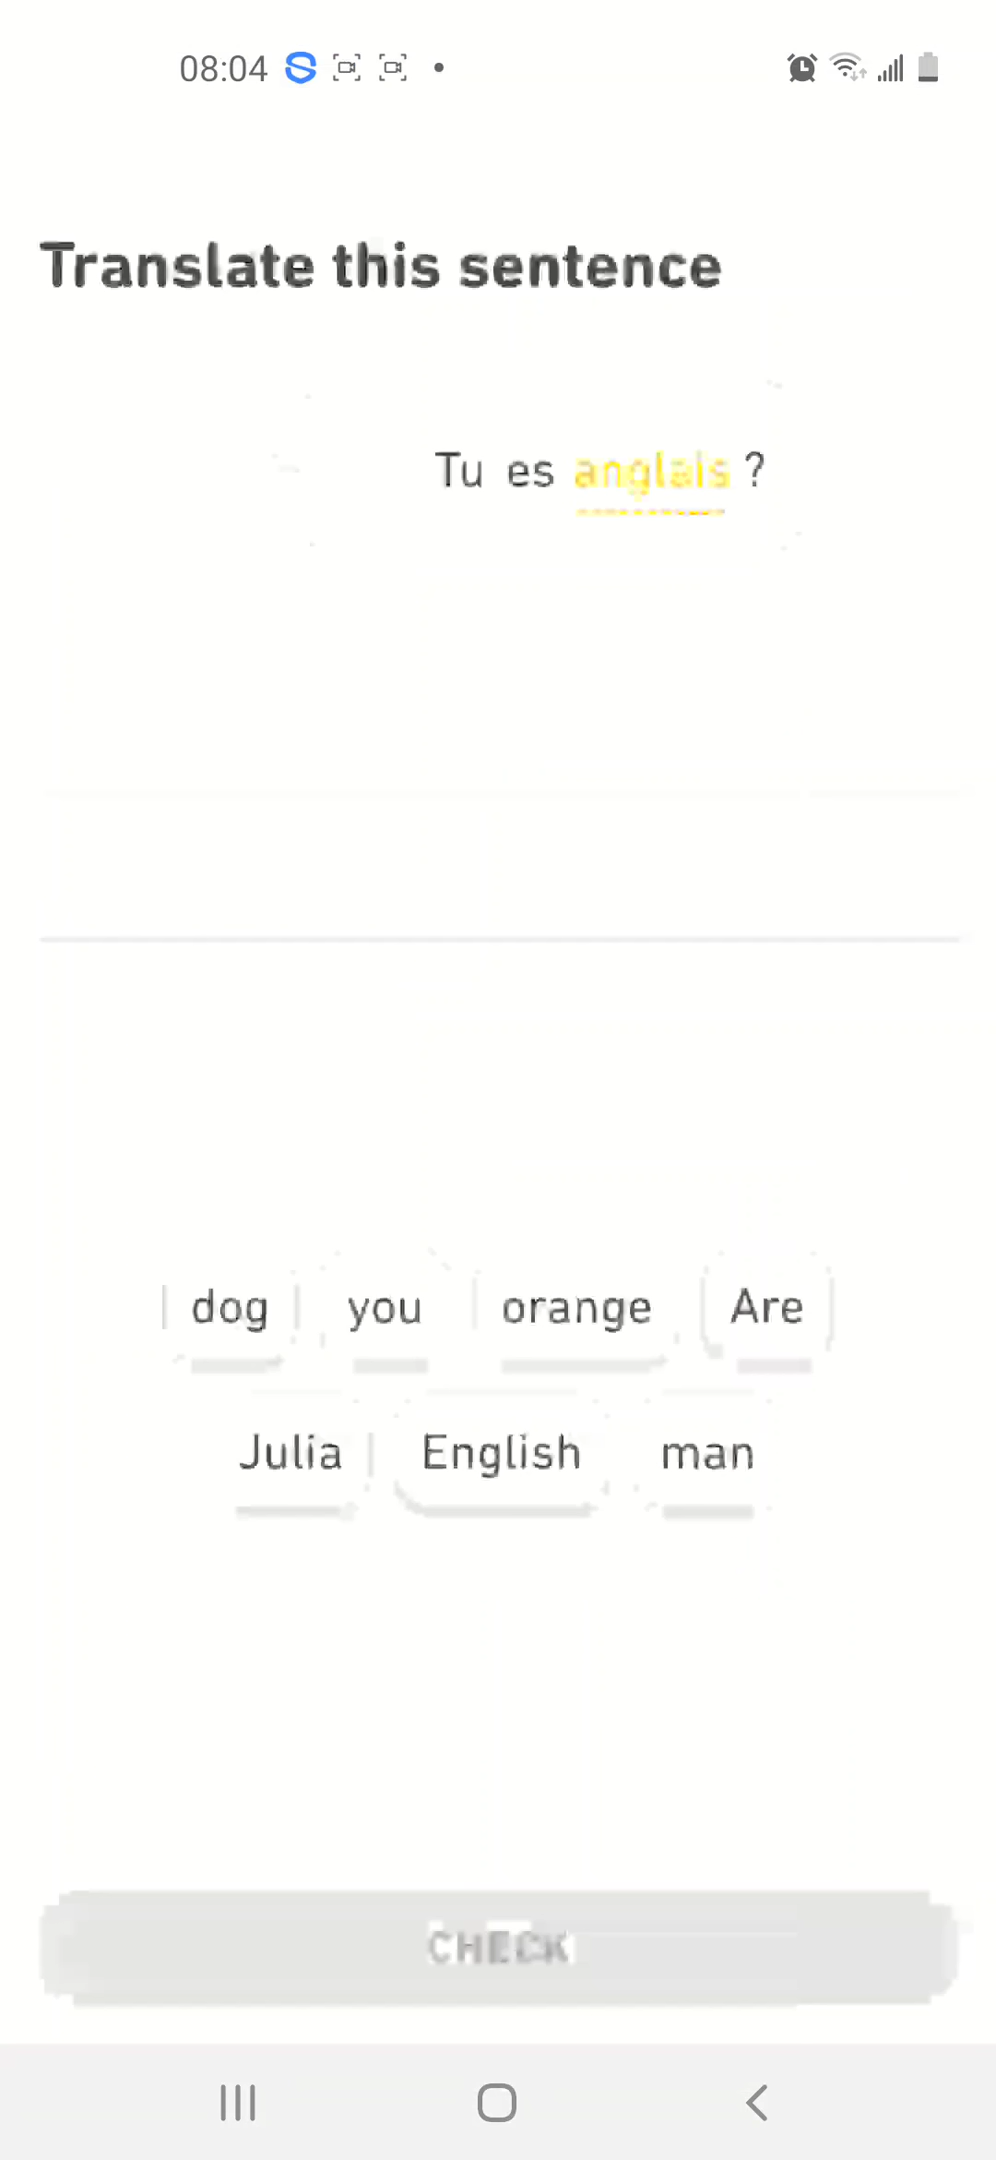 08:04
Translate this sentence
Tu es anglais ?
dog you orange Are
Julia English man
CHECK